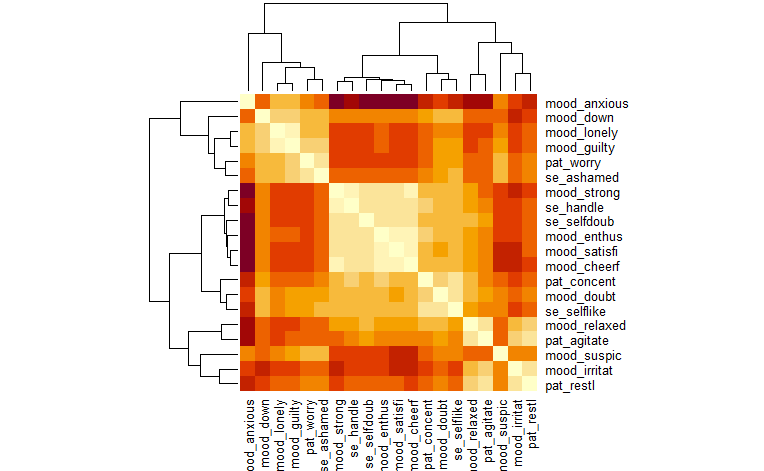 mood_anxious
mood_down
mood_lonely
mood_guilty
pat_worry
se_ashamed
mood_strong
se_handle
se_selfdoub
mood_enthus
mood_satisfi
mood_cheerf
pat_concent
mood_doubt
se_selflike
mood_relaxed
pat_agitate
mood_suspic
mood_irritat
pat_restl
ood_anxious
mood_down
mood_lonely
mood_guilty
pat_worry
se_ashamed
mood_strong
se_handle
se_selfdoub
mood_enthus
mood_satisfi
mood_cheerf
pat_concent
mood_doubt
se_selflike
nood_relaxed
pat_agitate
mood_suspic
mood_irritat
pat_restl